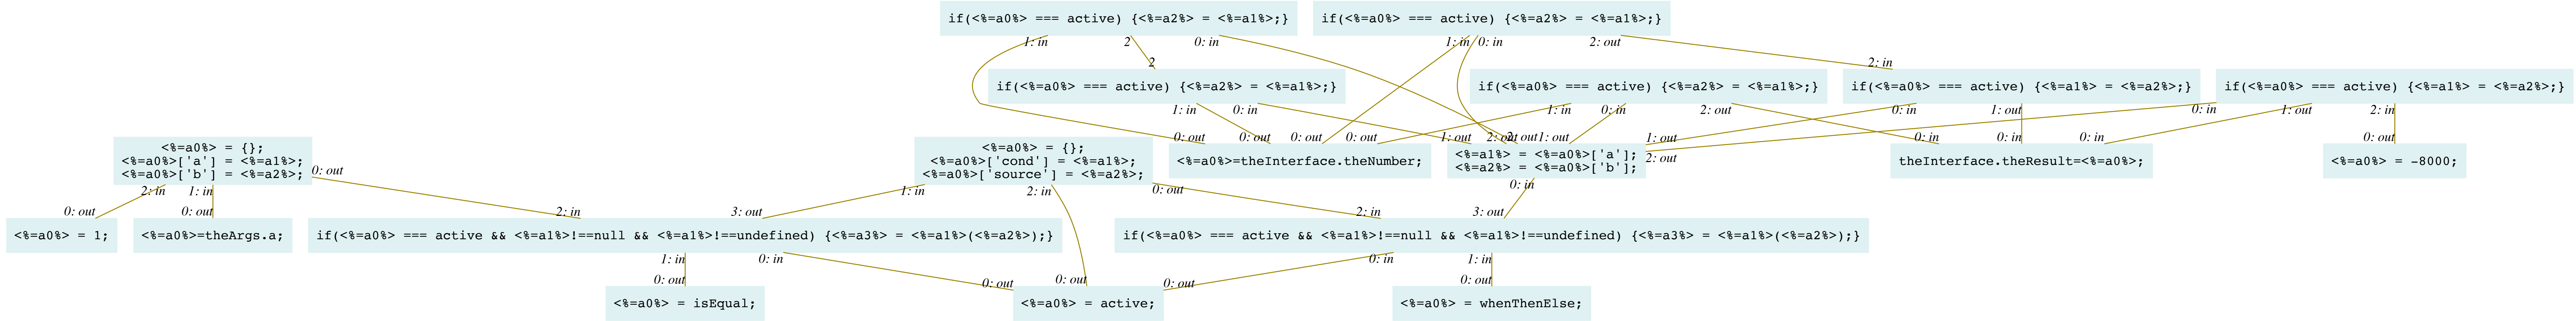 if(<%=a0%> === active) {<%=a2%> = <%=a1%>;}
if(<%=a0%> === active) {<%=a2%> = <%=a1%>;}
1: in
2
0: in
1: in
0: in
2: out
2
2: in
if(<%=a0%> === active) {<%=a2%> = <%=a1%>;}
if(<%=a0%> === active) {<%=a2%> = <%=a1%>;}
if(<%=a0%> === active) {<%=a1%> = <%=a2%>;}
if(<%=a0%> === active) {<%=a1%> = <%=a2%>;}
1: in
0: in
1: in
0: in
2: out
0: in
1: out
0: in
1: out
2: in
0: out
0: out
0: out
0: out
1: out
2: out
1: out
1: out
2: out
0: in
0: in
0: in
0: out
<%=a0%> = {};
<%=a0%>['a'] = <%=a1%>;
<%=a0%>['b'] = <%=a2%>;
<%=a0%> = {};
<%=a0%>['cond'] = <%=a1%>;
<%=a0%>['source'] = <%=a2%>;
<%=a0%>=theInterface.theNumber;
<%=a1%> = <%=a0%>['a'];
<%=a2%> = <%=a0%>['b'];
theInterface.theResult=<%=a0%>;
<%=a0%> = -8000;
2: in
1: in
0: out
1: in
2: in
0: out
0: in
0: out
0: out
2: in
3: out
2: in
3: out
<%=a0%> = 1;
<%=a0%>=theArgs.a;
if(<%=a0%> === active && <%=a1%>!==null && <%=a1%>!==undefined) {<%=a3%> = <%=a1%>(<%=a2%>);}
if(<%=a0%> === active && <%=a1%>!==null && <%=a1%>!==undefined) {<%=a3%> = <%=a1%>(<%=a2%>);}
1: in
0: in
0: in
1: in
0: out
0: out
0: out
0: out
0: out
<%=a0%> = isEqual;
<%=a0%> = active;
<%=a0%> = whenThenElse;